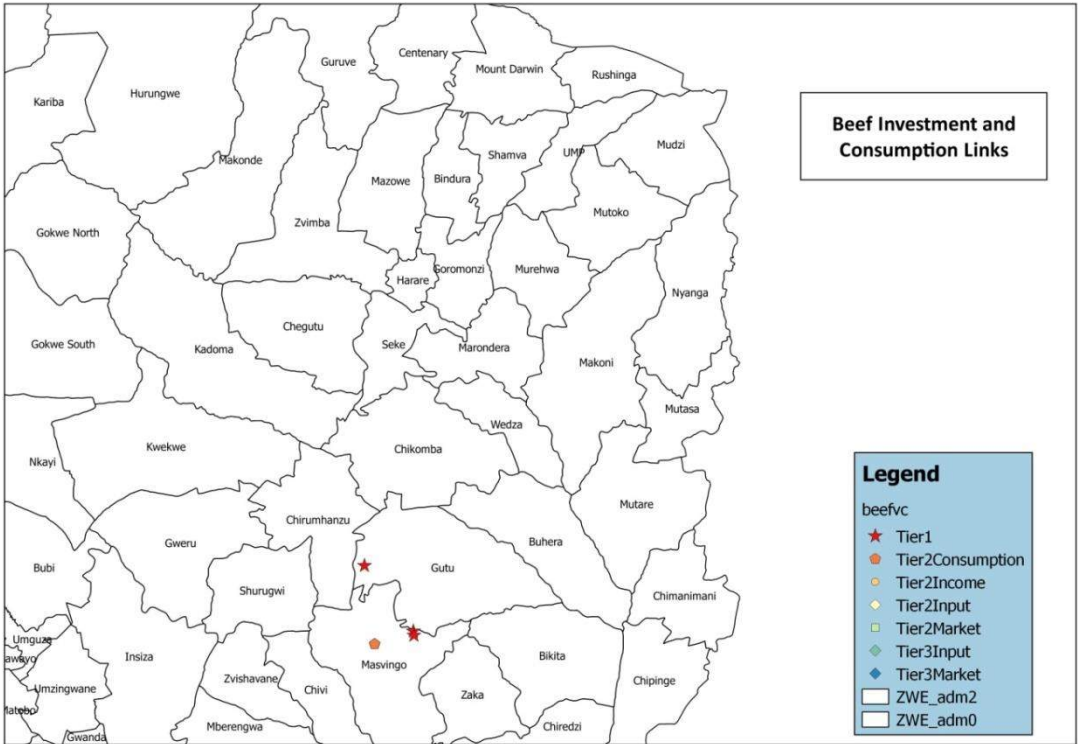 Centenary
Guruve
Mount Darwin
Rushinga
Kariba
Hurungwe
Beef Investment and
Consumption Links
Makonde
Mazowe
Bindura
Shamva
UMP
Mudzi
Zvimba
Mutoko
Gokwe North
Harare
Goromonzi
Murehwa
Nyanga
Chegutu
Gokwe South
Kadoma
Seke
Marondera
Makoni
Mutasa
Wedza
Kwekwe
Chikomba
Nkayi
Mutare
Chirumhanzu
Gweru
Buhera
Bubi
Gutu
Shurugwi
Chimanimani
Umguza
awayo
Insiza
Masvingo
Bikita
Zvishavane
Chivi
Zaka
Chipinge
Umzingwane
Matobo
Mberengwa
Chiredzi
Gwanda
Legend
beefvc
Tier1
Tier2Consumption
Tier2Income
Tier2Input
Tier2Market
Tier3Input
Tier3Market
ZWE_adm2
ZWE_adm0